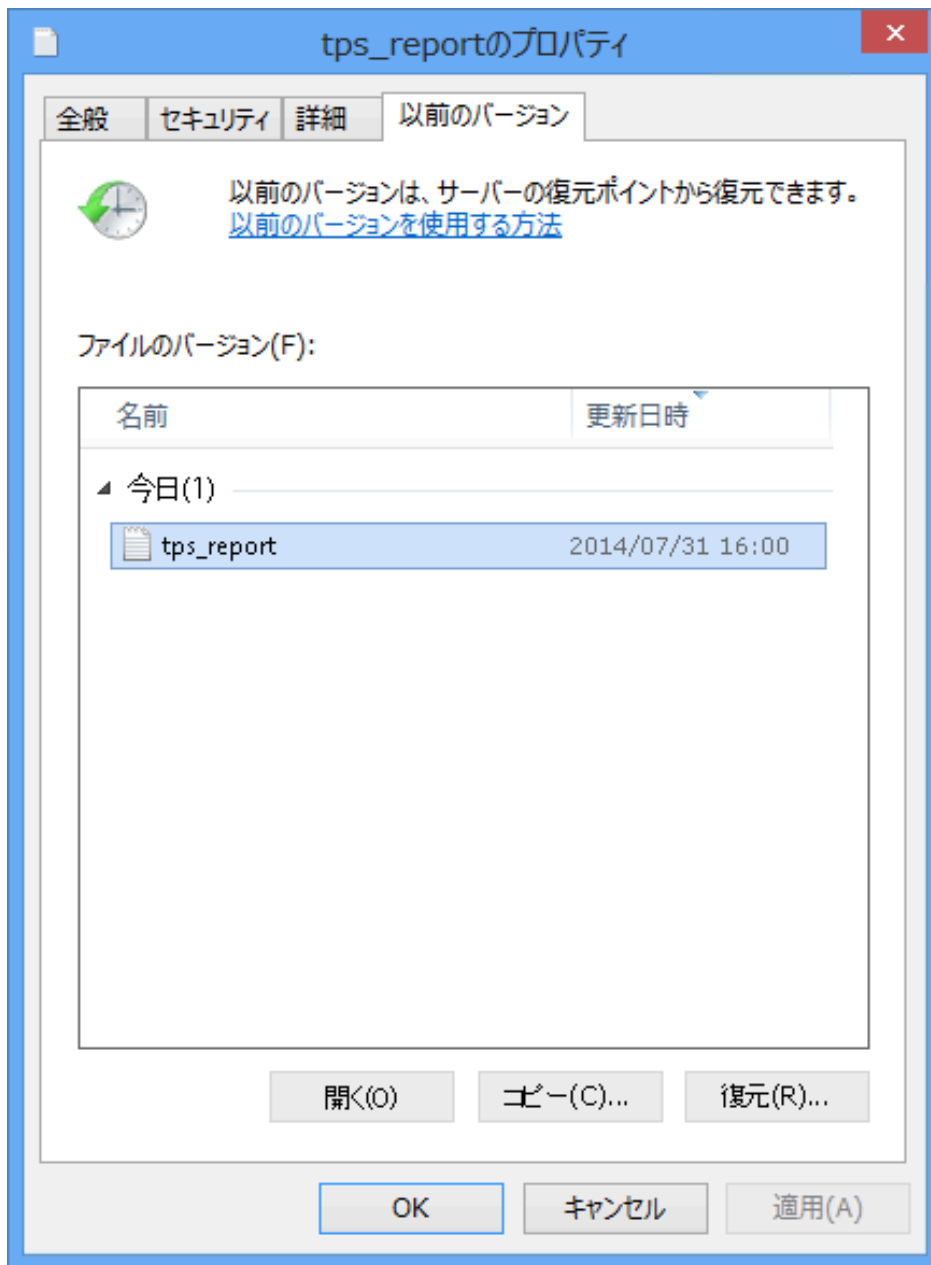 tps_reportのプロパティ
全般 セキュリティ 詳細 以前のバージョン
以前のバージョンは、サーバーの復元ポイントから復元できます。
以前のバージョンを使用する方法
ファイルのバージョン(F):
名前 更新日時
今日(1)
tps_report 2014/07/31 16:00
開く(O) コピー(C)... 復元(R)...
OK キャンセル 適用(A)